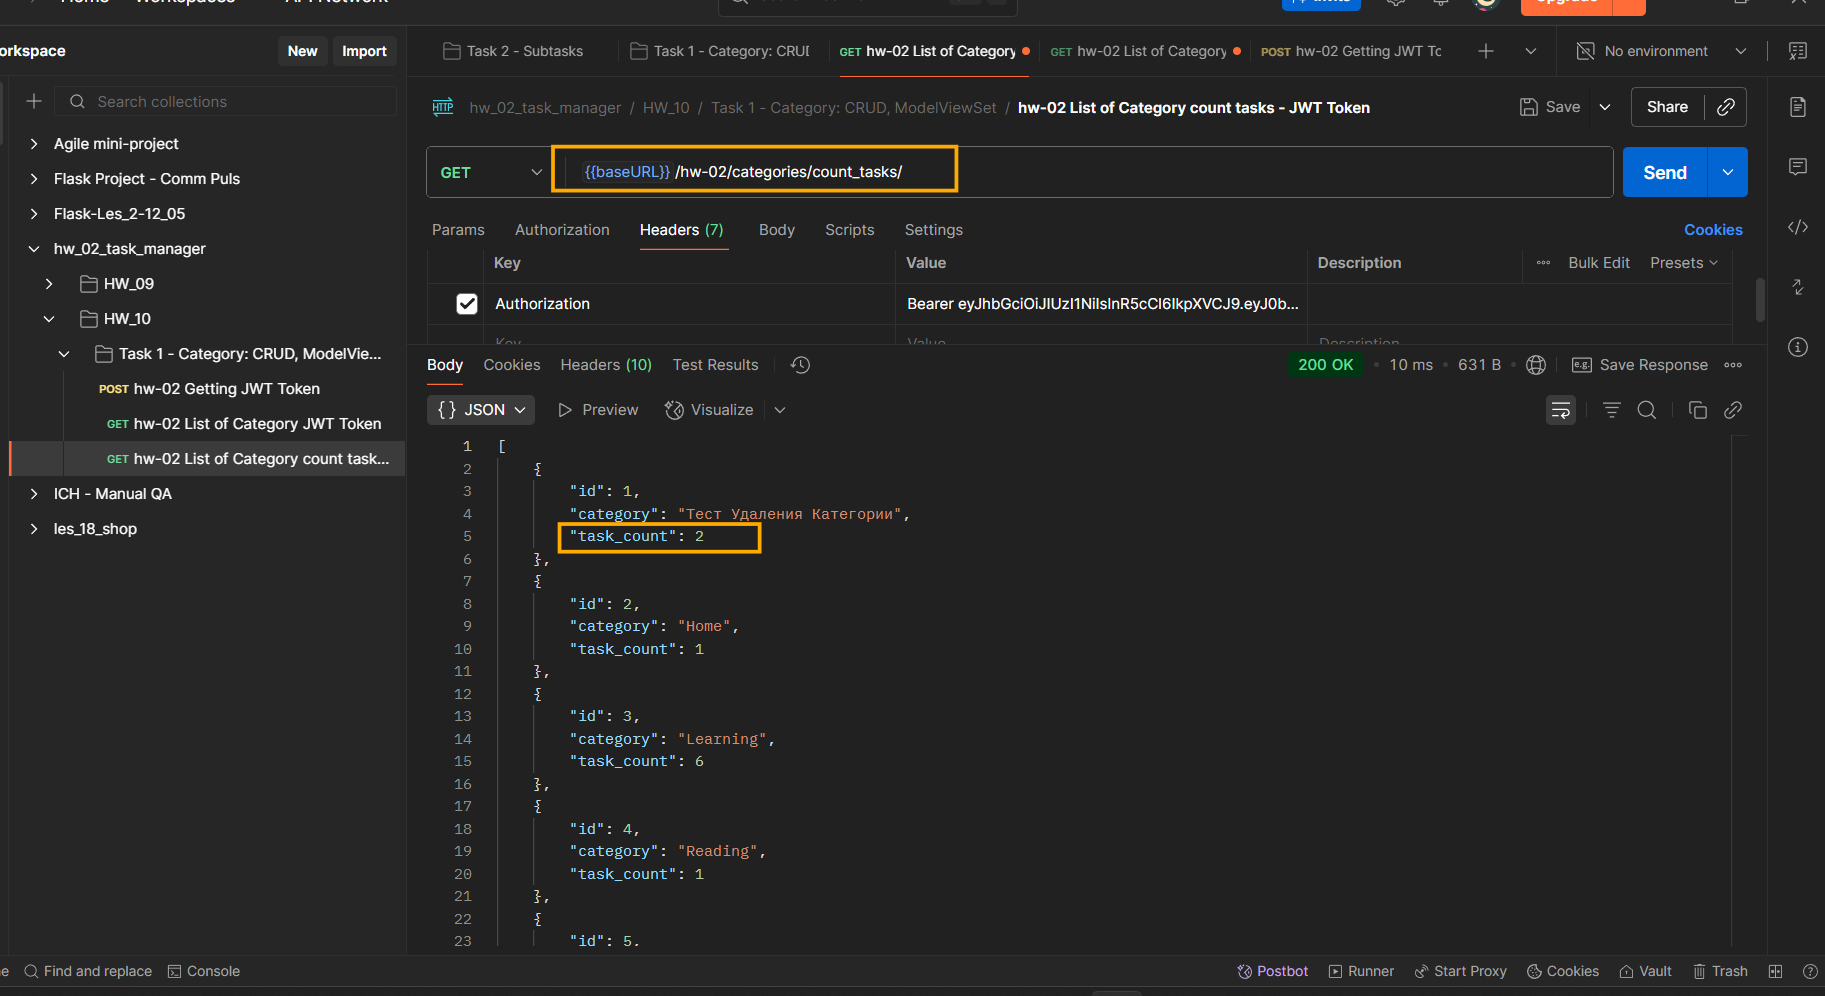 Home Workspaces API Network Invite Upgrade
orkspace New Import Task 2 - Subtasks Task 1 - Category: CRUI GET hw-02 List of Category GET hw-02 List of Category POST hw-02 Getting JWT Tc No environment
Search collections
hw_02_task_manager / HW_10 / Task 1 - Category: CRUD, ModelViewSet / hw-02 List of Category count tasks - JWT Token Save Share
Agile mini-project
Flask Project - Comm Puls
Flask-Les_2-12_05
hw_02_task_manager
HW_09
HW_10
Task 1 - Category: CRUD, ModelVie...
POST hw-02 Getting JWT Token
GET hw-02 List of Category JWT Token
GET hw-02 List of Category count task...
ICH - Manual QA
les_18_shop
GET {{baseURL}} /hw-02/categories/count_tasks/ Send
Params Authorization Headers (7) Body Scripts Settings Cookies
Key Value Description Bulk Edit Presets
Authorization Bearer eyJhbGciOiJIUzI1NiIsInR5cCI6IkpXVCJ9.eyJ0b...
Key Value Description
Body Cookies Headers (10) Test Results 200 OK 10 ms 631 B e.g. Save Response
{} JSON Preview Visualize
1 [
2 {
3 "id": 1,
4 "category": "Тест Удаления Категории",
5 "task_count": 2
6 },
7 {
8 "id": 2,
9 "category": "Home",
10 "task_count": 1
11 },
12 {
13 "id": 3,
14 "category": "Learning",
15 "task_count": 6
16 },
17 {
18 "id": 4,
19 "category": "Reading",
20 "task_count": 1
21 },
22 {
23 "id": 5,
Find and replace Console Postbot Runner Start Proxy Cookies Vault Trash